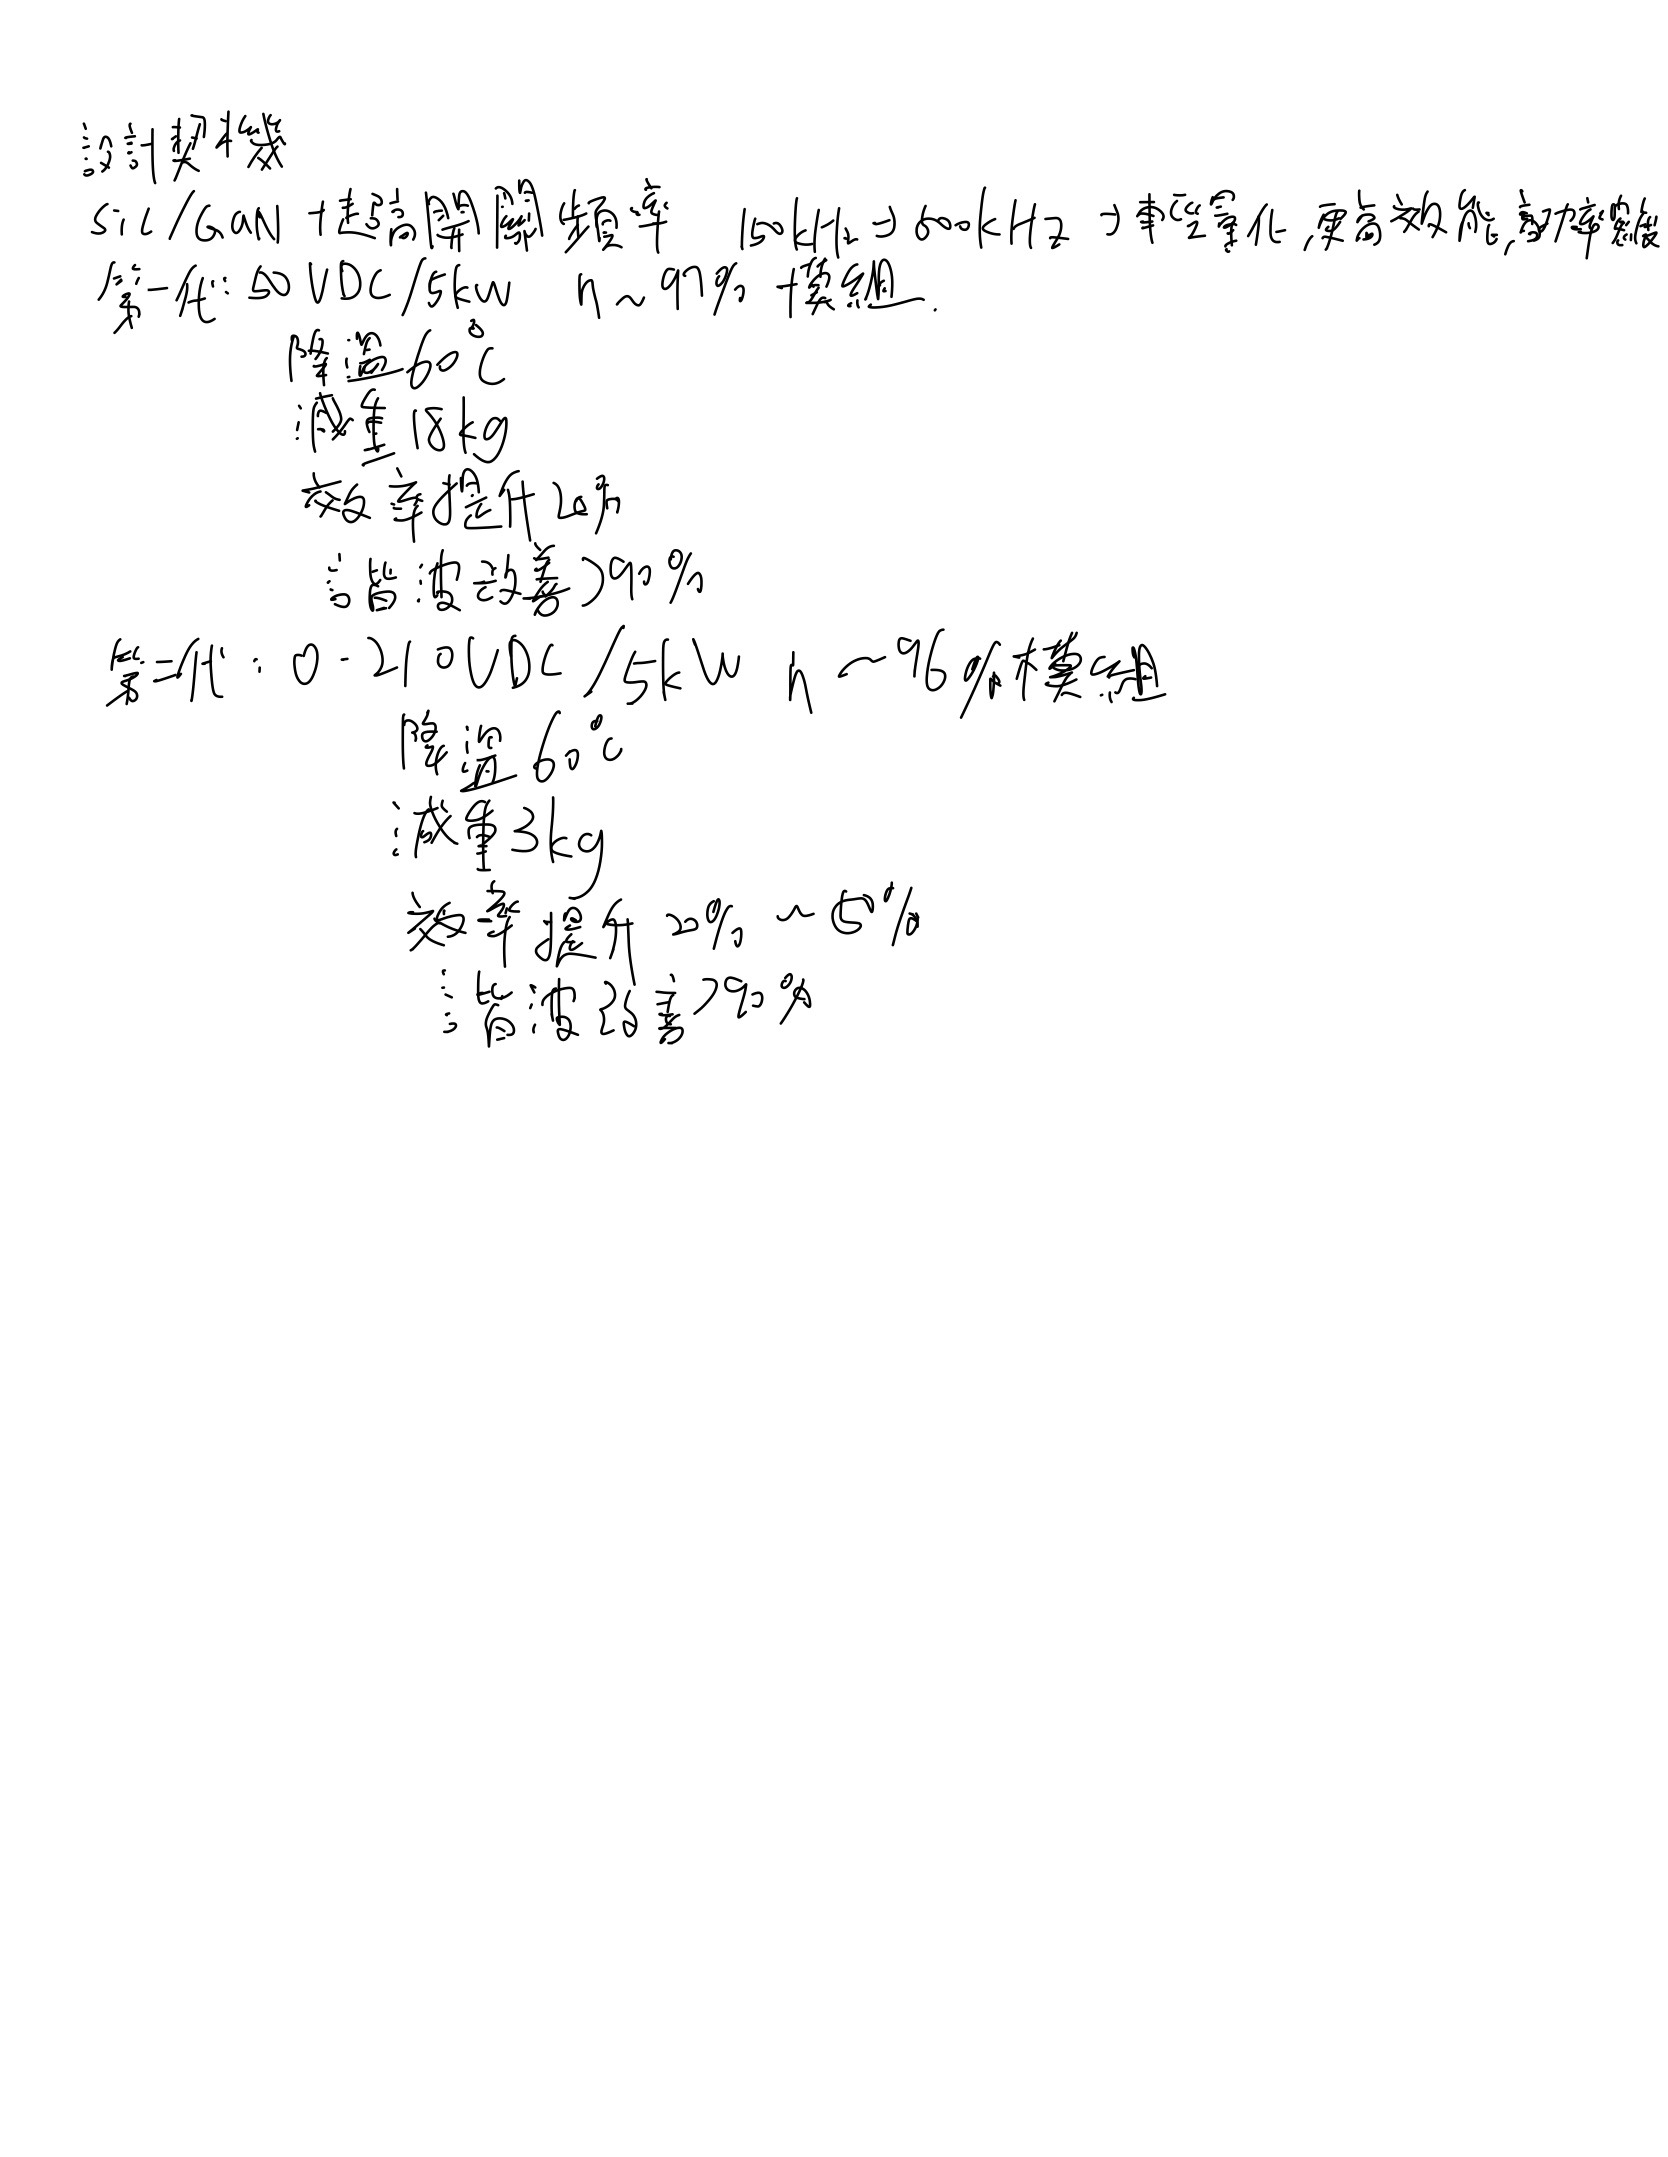 設計契機
SiC/GaN+超高開關頻率 150kHz→600kHz→車輕量化,更高效能,高功率密度
第一代:50VDC/5kW η~97% 模組.
降溫60°C
減重18kg
效率提升20%
諧波改善>90%
第二代:0-210VDC/5kW η~96%模組
降溫60°C
減重3kg
效率提升20%~5%
諧波改善>90%